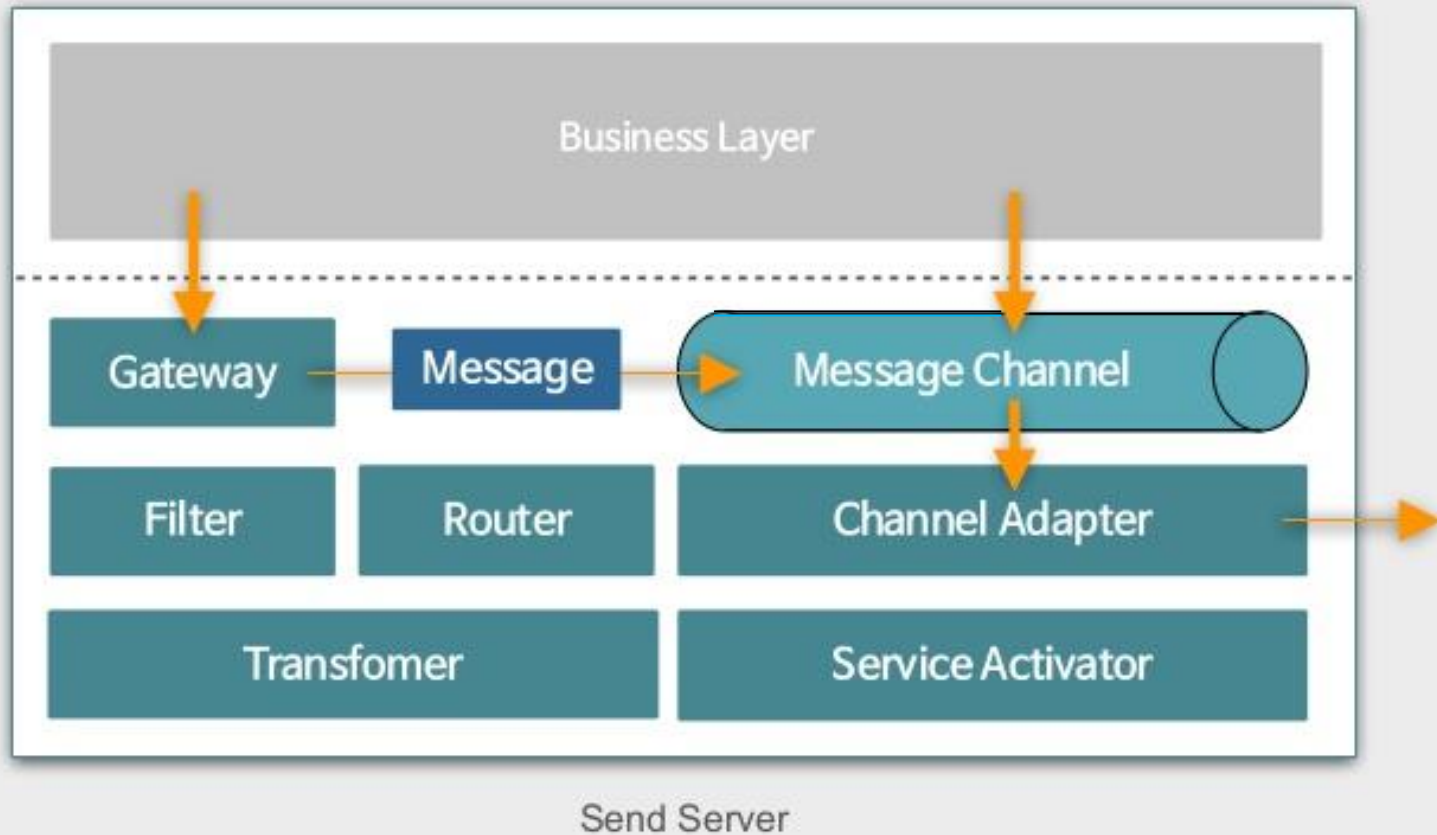 Business Layer
Gateway
Message
Message Channel
Filter
Router
Channel Adapter
Transfomer
Service Activator
Send Server